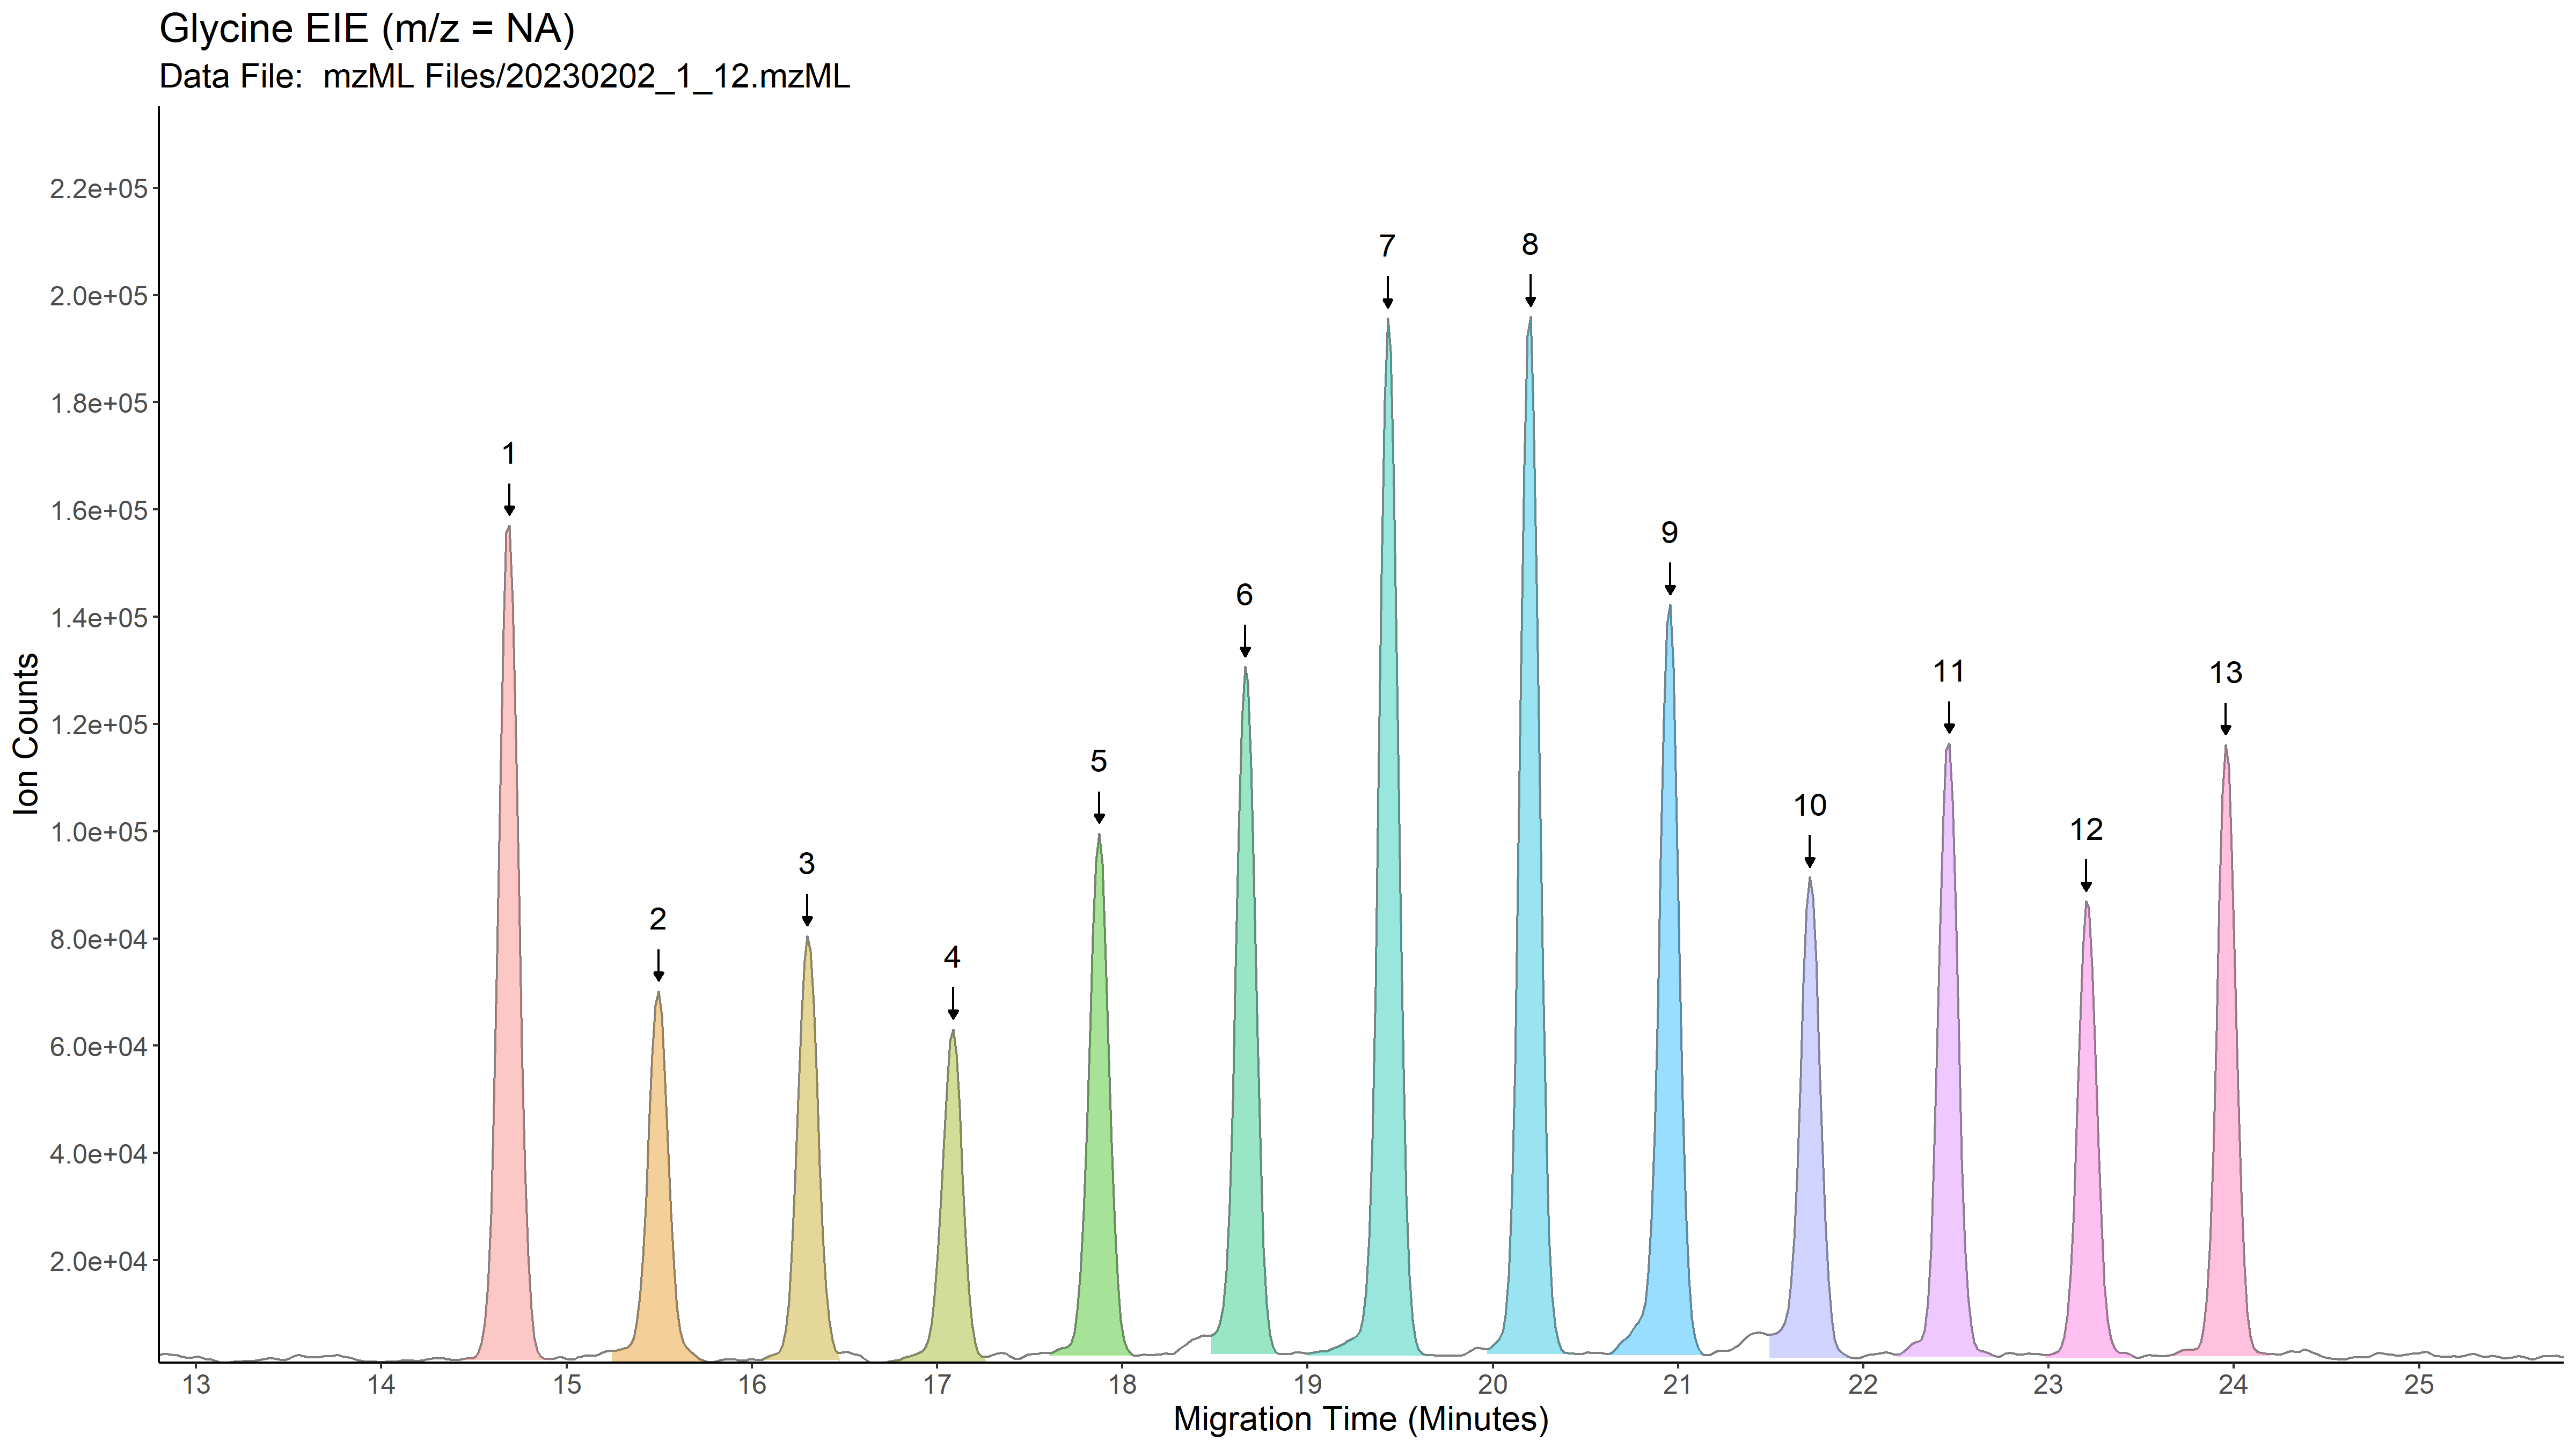 Glycine EIE (m/z = NA)
Data File:  mzML Files/20230202_1_12.mzML
2.2e+05
2.0e+05
1.8e+05
1.6e+05
1.4e+05
1.2e+05
1.0e+05
8.0e+04
6.0e+04
4.0e+04
2.0e+04
Ion Counts
1
2
3
4
5
6
7
8
9
10
11
12
13
13 14 15 16 17 18 19 20 21 22 23 24 25
Migration Time (Minutes)